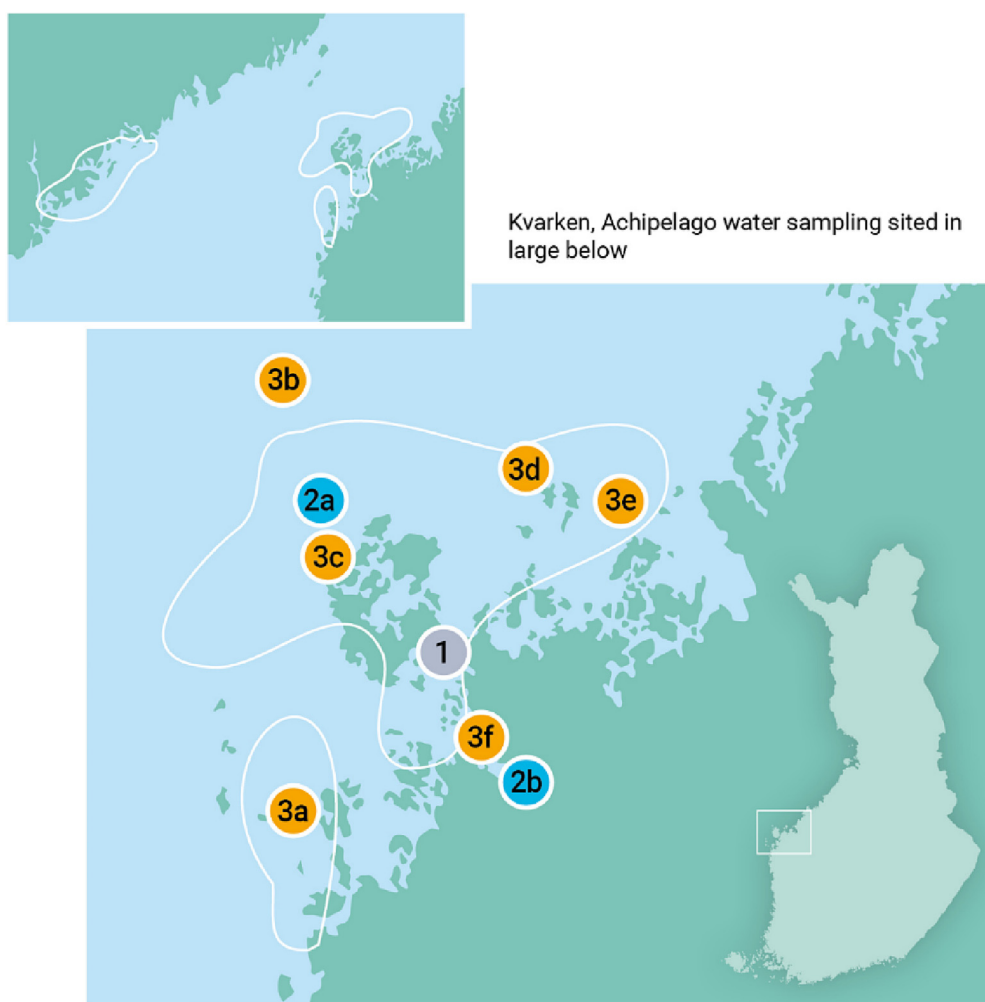 Kvarken, Achipelago water sampling sited in
large below
3b
3d
2a
3e
3c
1
3f
2b
3a